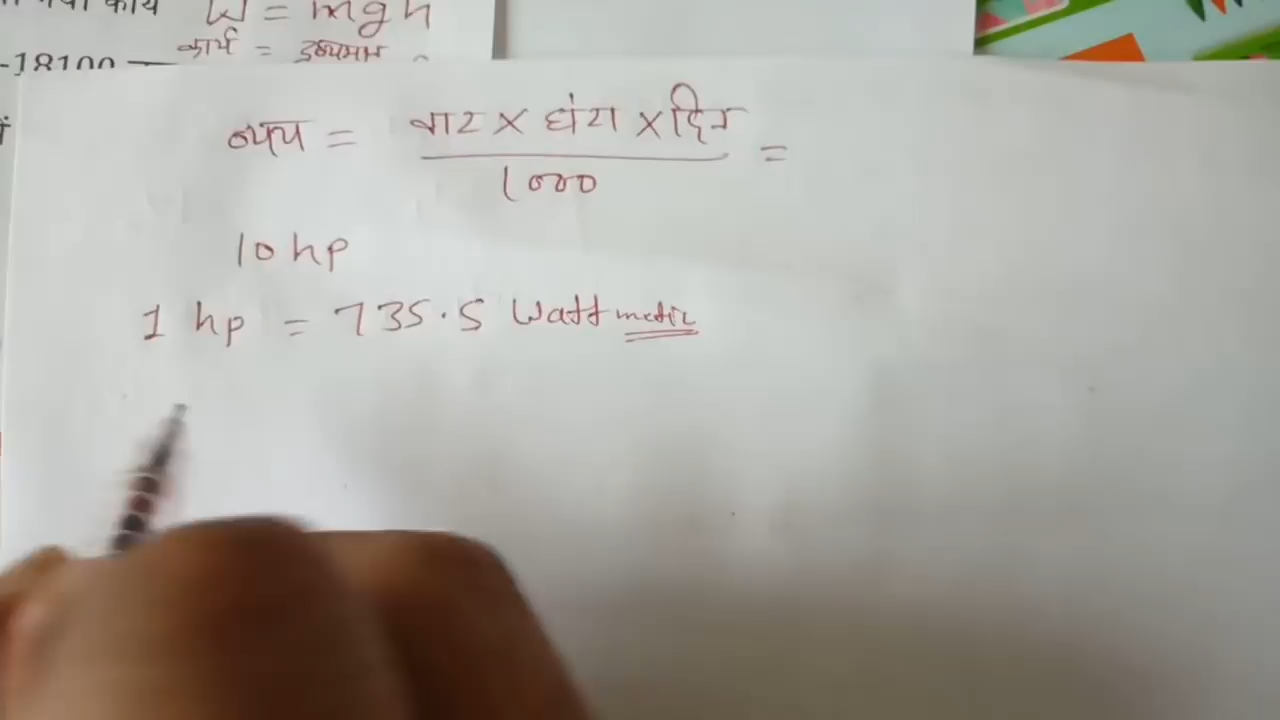 कार्य W = mgh
कार्य = द्रव्यमान
-18100 —
व्यय = वाट × घंटा × दिन =
1000
10 hp
1 hp = 735.5 Watt metric